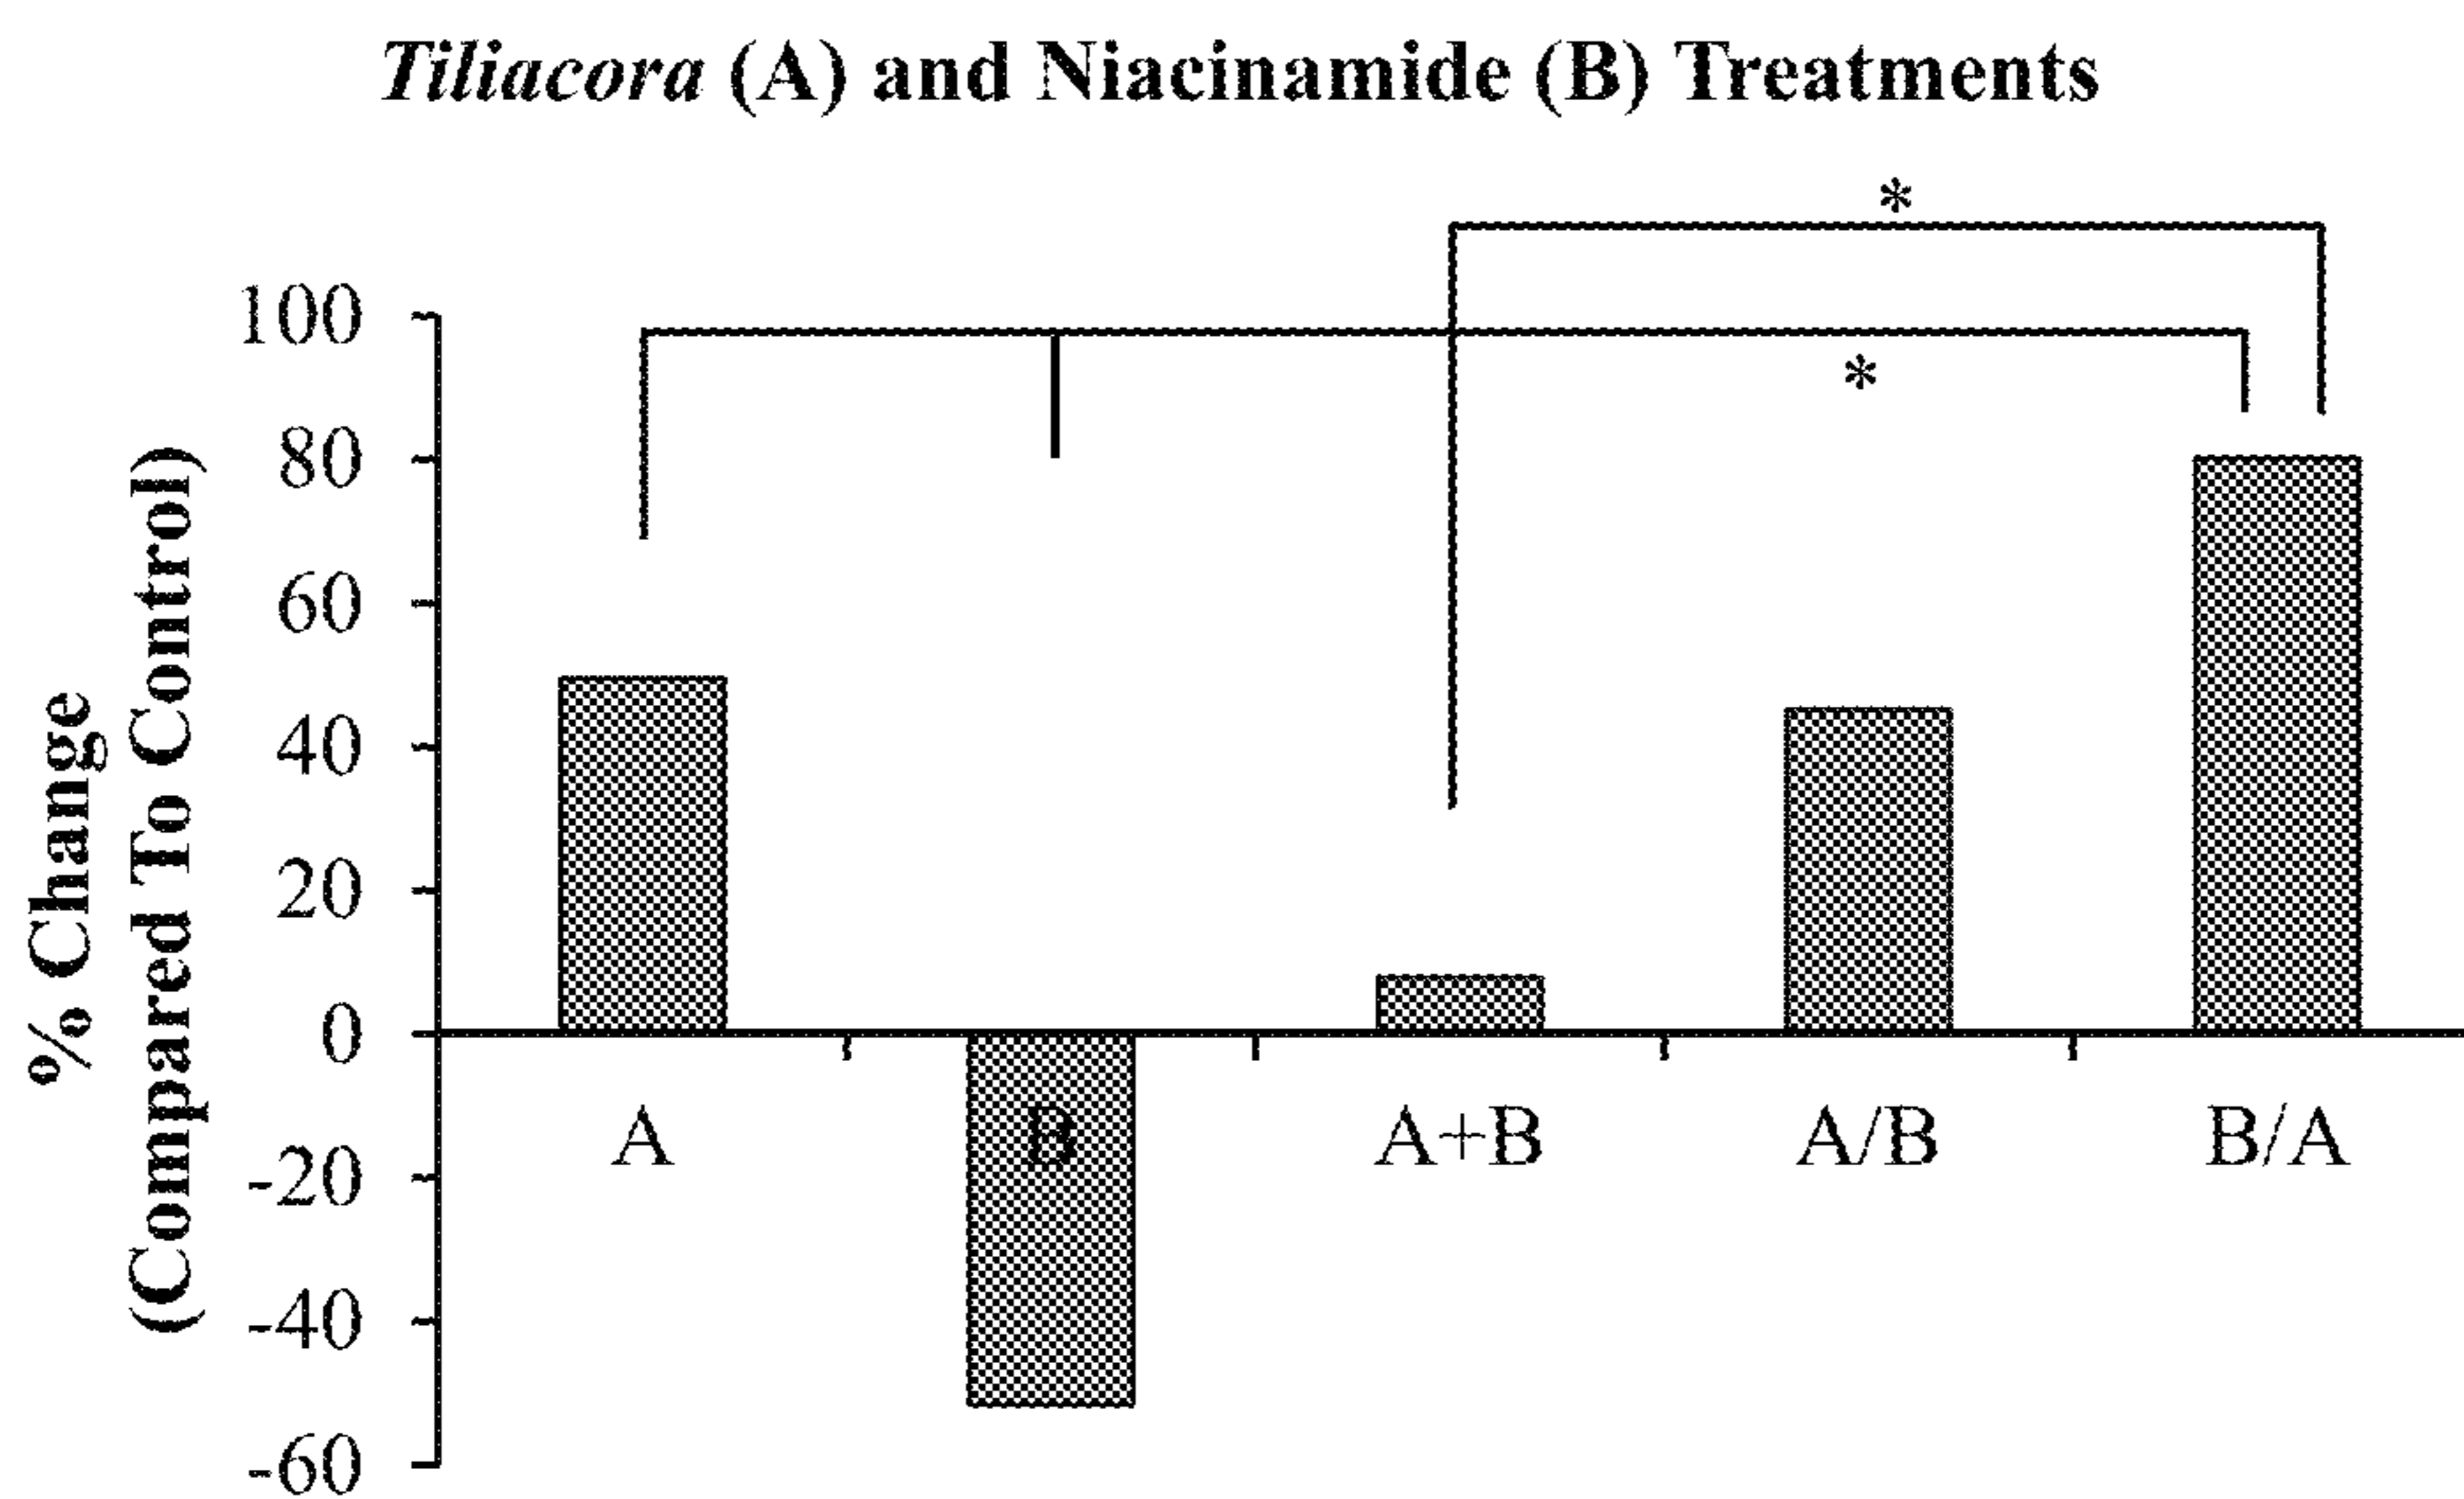 Tiliacora (A) and Niacinamide (B) Treatments
*
100
*
80
60
40
20
0
-20
-40
-60
% Change
(Compared To Control)
A B A+B A/B B/A